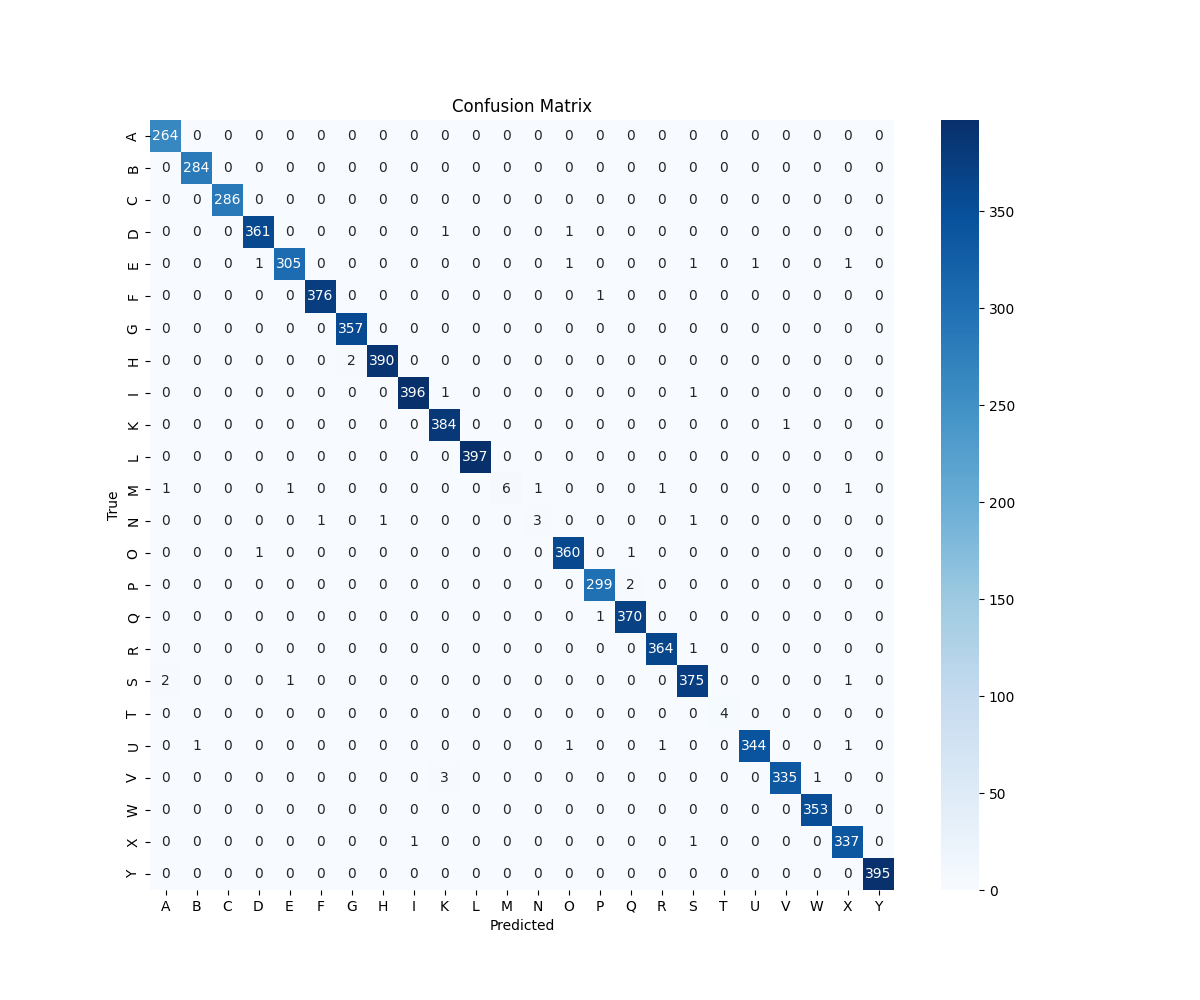 Confusion Matrix
A 264 0 0 0 0 0 0 0 0 0 0 0 0 0 0 0 0 0 0 0 0 0 0 0
B 0 284 0 0 0 0 0 0 0 0 0 0 0 0 0 0 0 0 0 0 0 0 0 0
C 0 0 286 0 0 0 0 0 0 0 0 0 0 0 0 0 0 0 0 0 0 0 0 0
D 0 0 0 361 0 0 0 0 0 1 0 0 0 1 0 0 0 0 0 0 0 0 0 0
E 0 0 0 1 305 0 0 0 0 0 0 0 0 1 0 0 0 1 0 1 0 0 1 0
F 0 0 0 0 0 376 0 0 0 0 0 0 0 0 1 0 0 0 0 0 0 0 0 0
G 0 0 0 0 0 0 357 0 0 0 0 0 0 0 0 0 0 0 0 0 0 0 0 0
H 0 0 0 0 0 0 2 390 0 0 0 0 0 0 0 0 0 0 0 0 0 0 0 0
I 0 0 0 0 0 0 0 0 396 1 0 0 0 0 0 0 0 1 0 0 0 0 0 0
K 0 0 0 0 0 0 0 0 0 384 0 0 0 0 0 0 0 0 0 0 1 0 0 0
L 0 0 0 0 0 0 0 0 0 0 397 0 0 0 0 0 0 0 0 0 0 0 0 0
M 1 0 0 0 1 0 0 0 0 0 0 6 1 0 0 0 1 0 0 0 0 0 1 0
N 0 0 0 0 0 1 0 1 0 0 0 0 3 0 0 0 0 1 0 0 0 0 0 0
O 0 0 0 1 0 0 0 0 0 0 0 0 0 360 0 1 0 0 0 0 0 0 0 0
P 0 0 0 0 0 0 0 0 0 0 0 0 0 0 299 2 0 0 0 0 0 0 0 0
Q 0 0 0 0 0 0 0 0 0 0 0 0 0 0 1 370 0 0 0 0 0 0 0 0
R 0 0 0 0 0 0 0 0 0 0 0 0 0 0 0 0 364 1 0 0 0 0 0 0
S 2 0 0 0 1 0 0 0 0 0 0 0 0 0 0 0 0 375 0 0 0 0 1 0
T 0 0 0 0 0 0 0 0 0 0 0 0 0 0 0 0 0 0 4 0 0 0 0 0
U 0 1 0 0 0 0 0 0 0 0 0 0 0 1 0 0 1 0 0 344 0 0 1 0
V 0 0 0 0 0 0 0 0 0 3 0 0 0 0 0 0 0 0 0 0 335 1 0 0
W 0 0 0 0 0 0 0 0 0 0 0 0 0 0 0 0 0 0 0 0 0 353 0 0
X 0 0 0 0 0 0 0 0 1 0 0 0 0 0 0 0 0 1 0 0 0 0 337 0
Y 0 0 0 0 0 0 0 0 0 0 0 0 0 0 0 0 0 0 0 0 0 0 0 395
A B C D E F G H I K L M N O P Q R S T U V W X Y
Predicted
True
350
300
250
200
150
100
50
0